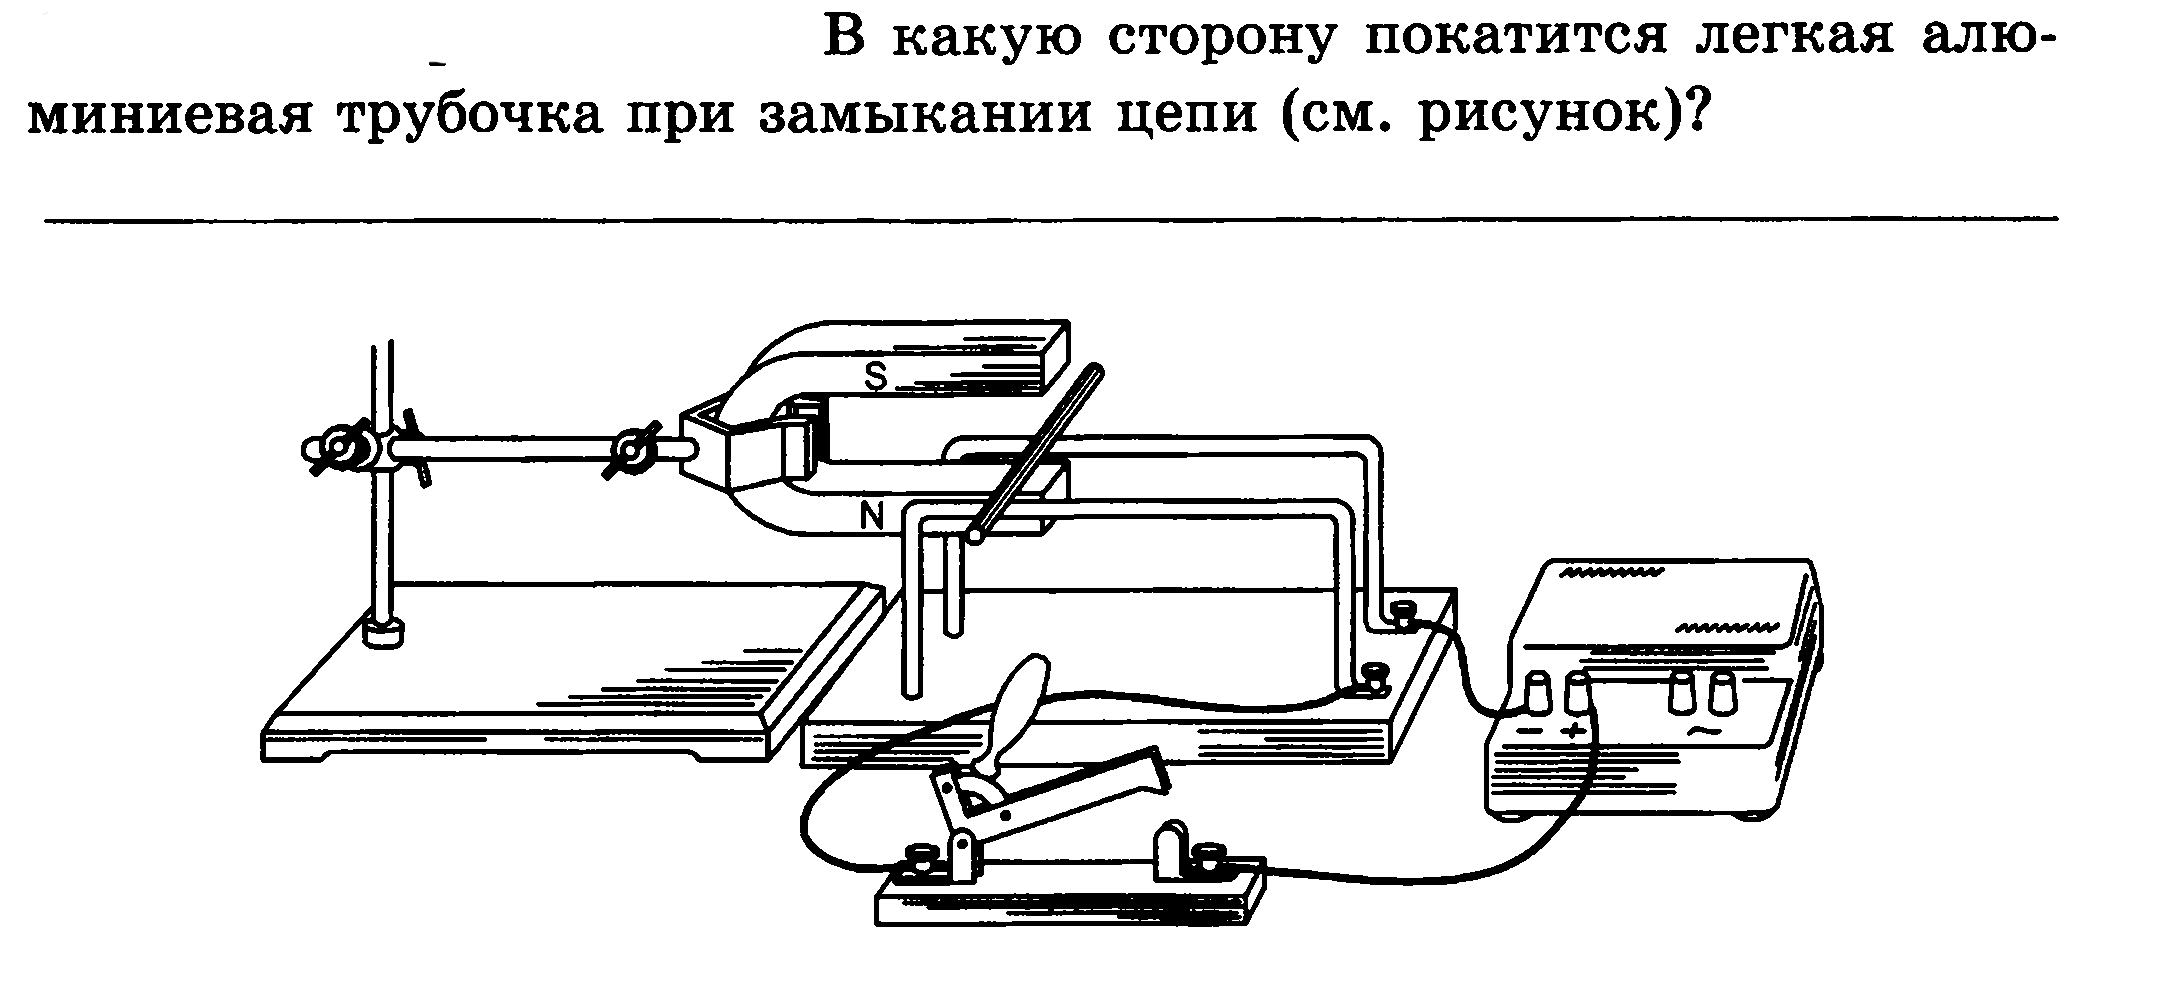 В какую сторону покатится легкая алю-
миниевая трубочка при замыкании цепи (см. рисунок)?
S
N
− + ~